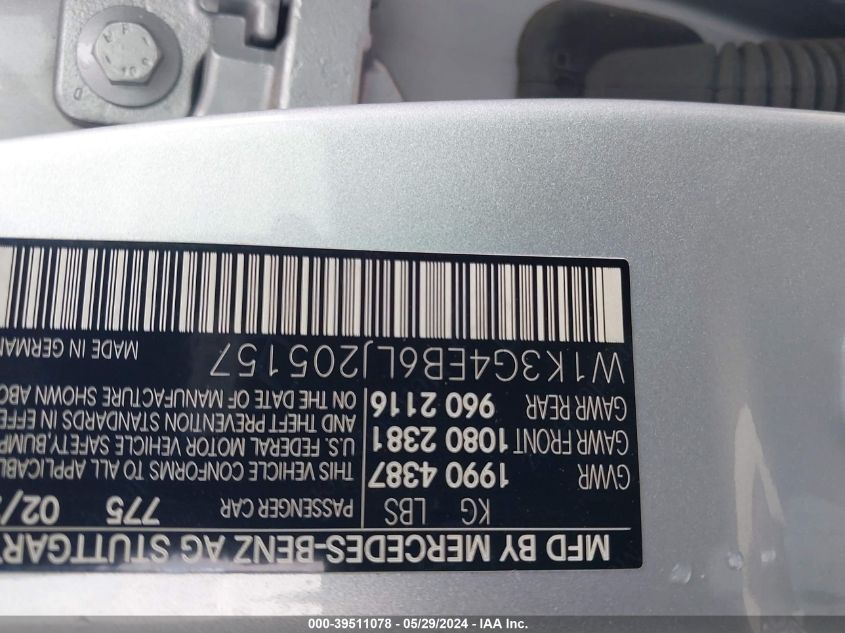 MFD BY MERCEDES-BENZ AG STUTTGAR
KG LBS PASSENGER CAR 775 02/
GVWR 1990 4387 THIS VEHICLE CONFORMS TO ALL APPLICABL
GAWR FRONT 1080 2381 U.S. FEDERAL MOTOR VEHICLE SAFETY, BUMP
GAWR REAR 960 2116 AND THEFT PREVENTION STANDARDS IN EFFE
ON THE DATE OF MANUFACTURE SHOWN ABO
W1K3G4EB6LJ205157 MADE IN GERMAN
000-39511078 - 05/29/2024 - IAA Inc.